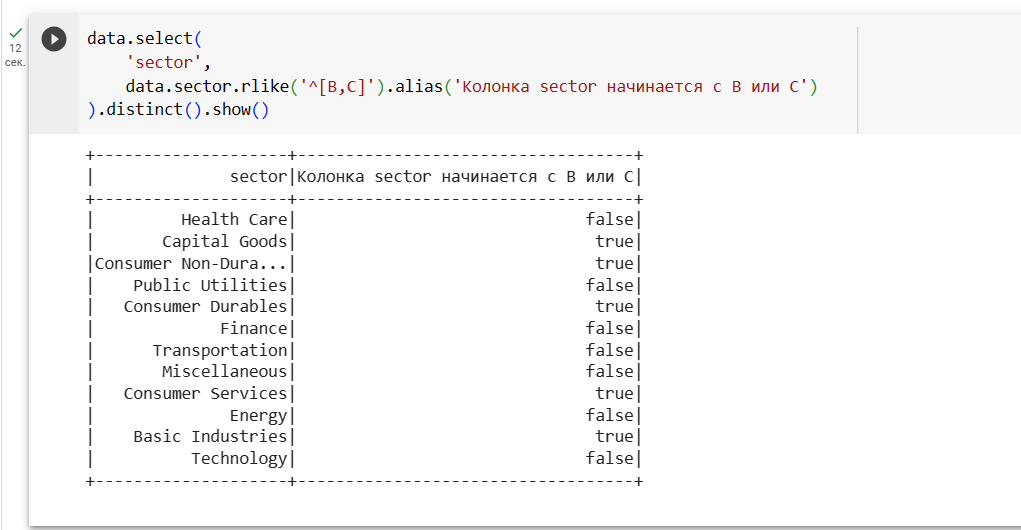 12
сек.
data.select(
    'sector',
    data.sector.rlike('^[B,C]').alias('Колонка sector начинается с B или C')
).distinct().show()
+--------------------+-----------------------------------+
|              sector|Колонка sector начинается с B или C|
+--------------------+-----------------------------------+
|         Health Care|                              false|
|       Capital Goods|                               true|
|Consumer Non-Dura...|                               true|
|    Public Utilities|                              false|
|   Consumer Durables|                               true|
|             Finance|                              false|
|      Transportation|                              false|
|       Miscellaneous|                              false|
|   Consumer Services|                               true|
|              Energy|                              false|
|    Basic Industries|                               true|
|          Technology|                              false|
+--------------------+-----------------------------------+